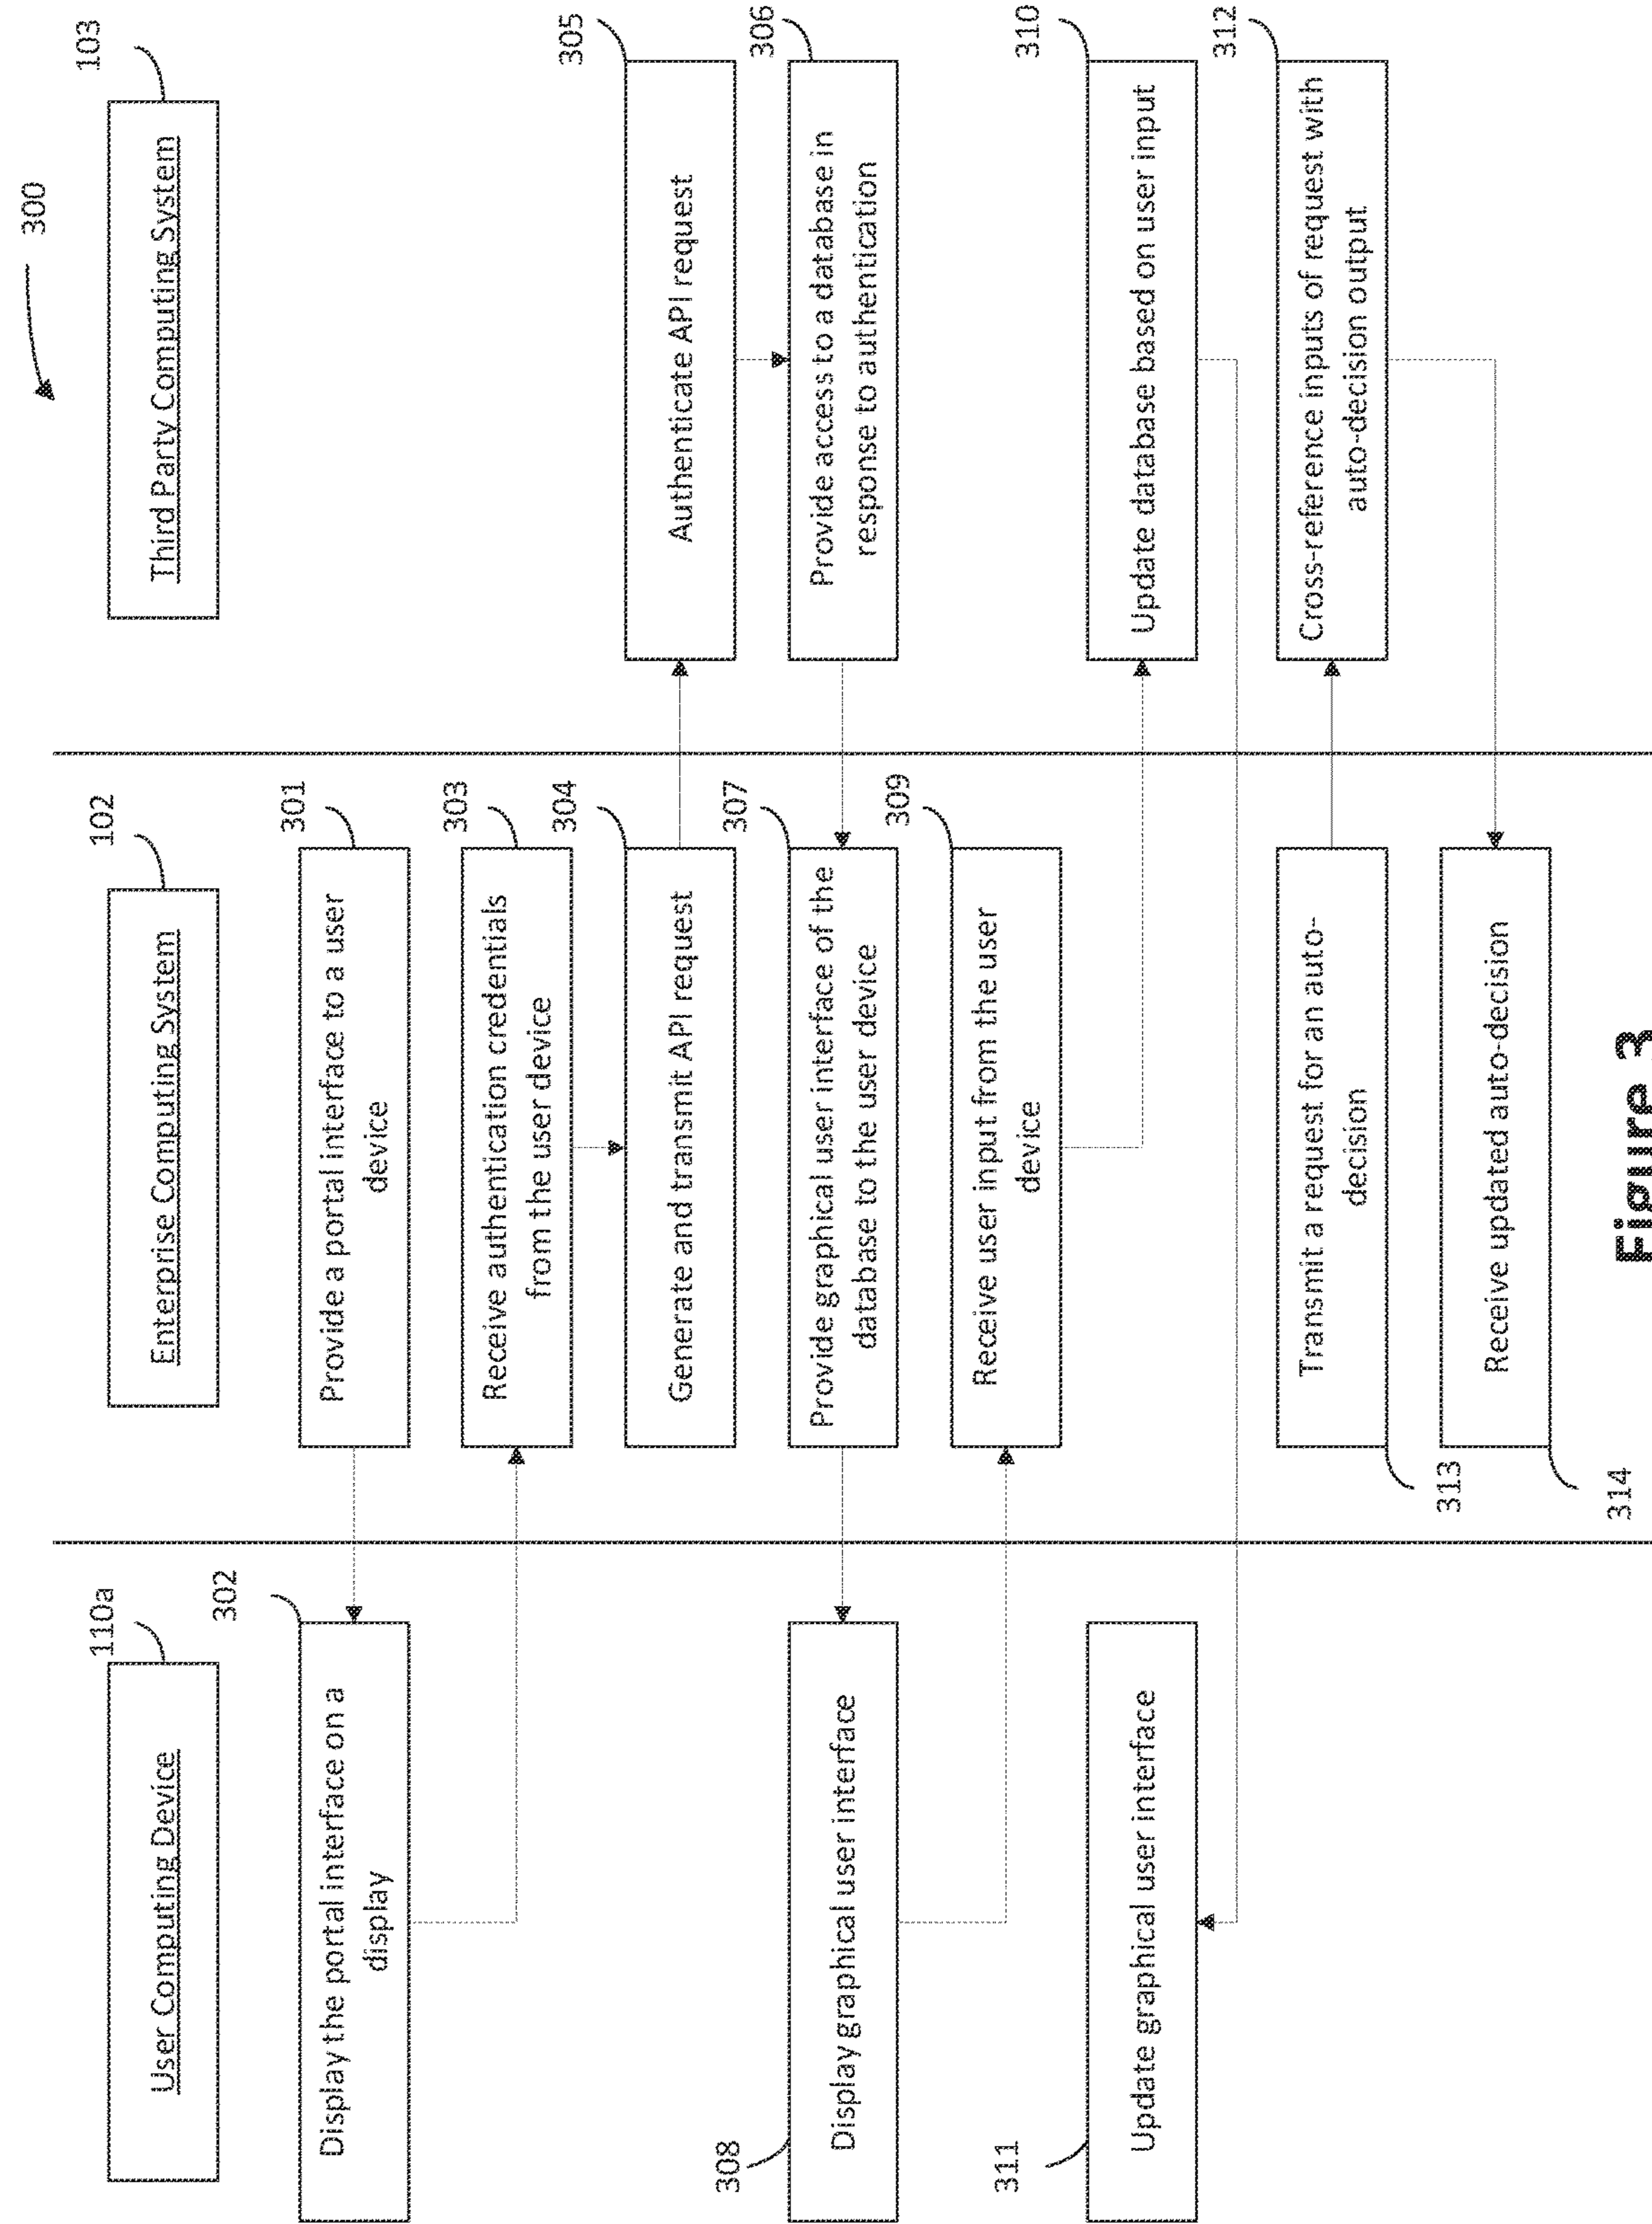 300
User Computing Device
110a
Enterprise Computing System
102
Third Party Computing System
103
Display the portal interface on a
display
302
Provide a portal interface to a user
device
301
Receive authentication credentials
from the user device
303
Generate and transmit API request
304
Authenticate API request
305
Provide access to a database in
response to authentication
306
Provide graphical user interface of the
database to the user device
307
Display graphical user interface
308
Receive user input from the user
device
309
Update database based on user input
310
Update graphical user interface
311
Transmit a request for an auto-
decision
313
Cross-reference inputs of request with
auto-decision output
312
Receive updated auto-decision
314
Figure 3